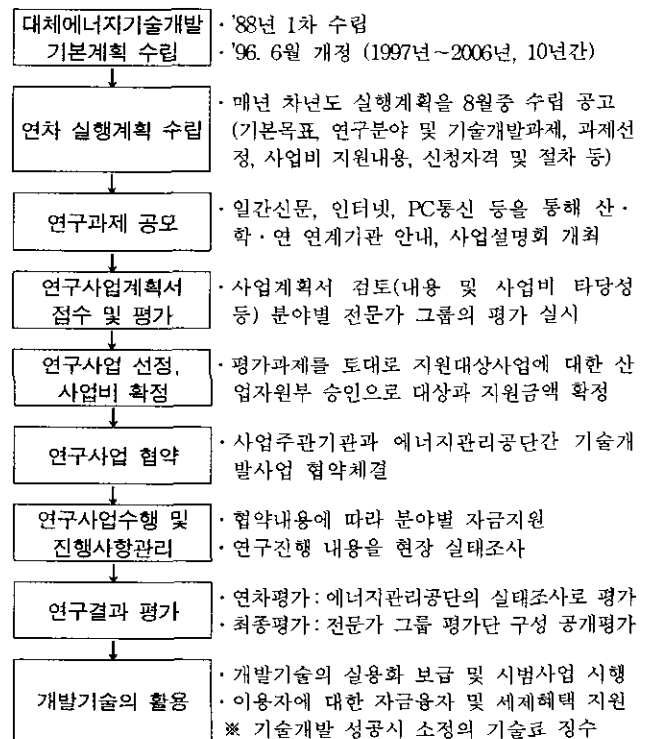 대체에너지기술개발
기본계획 수립
· '88년 1차 수립
· '96. 6월 개정 (1997년~2006년, 10년간)
연차 실행계획 수립
· 매년 차년도 실행계획을 8월중 수립 공고
(기본목표, 연구분야 및 기술개발과제, 과제선
정, 사업비 지원내용, 신청자격 및 절차 등)
연구과제 공모
· 일간신문, 인터넷, PC통신 등을 통해 산·
학·연 연계기관 안내, 사업설명회 개최
연구사업계획서
접수 및 평가
· 사업계획서 검토(내용 및 사업비 타당성
등) 분야별 전문가 그룹의 평가 실시
연구사업 선정,
사업비 확정
· 평가과제를 토대로 지원대상사업에 대한 산
업자원부 승인으로 대상과 지원금액 확정
연구사업 협약
· 사업주관기관과 에너지관리공단간 기술개
발사업 협약체결
연구사업수행 및
진행사항관리
· 협약내용에 따라 분야별 자금지원
· 연구진행 내용을 현장 실태조사
연구결과 평가
· 연차평가 : 에너지관리공단의 실태조사로 평가
· 최종평가 : 전문가 그룹 평가단 구성 공개평가
개발기술의 활용
· 개발기술의 실용화 보급 및 시범사업 시행
· 이용자에 대한 자금융자 및 세제혜택 지원
※ 기술개발 성공시 소정의 기술료 징수